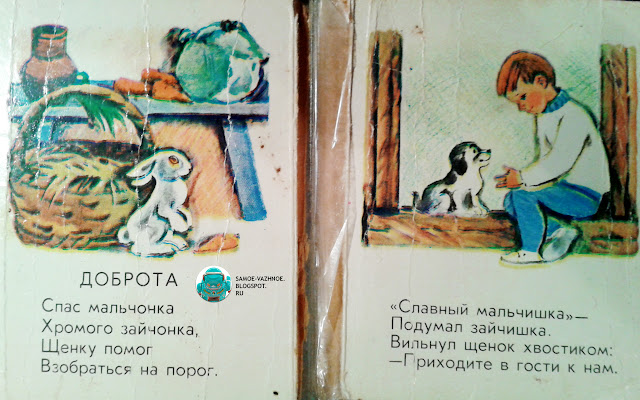 ДОБРОТА
SAMOE-VAZHNOE.
BLOGSPOT.
RU
Спас мальчонка
Хромого зайчонка,
Щенку помог
Взобраться на порог.
«Славный мальчишка»—
Подумал зайчишка.
Вильнул щенок хвостиком:
—Приходите в гости к нам.